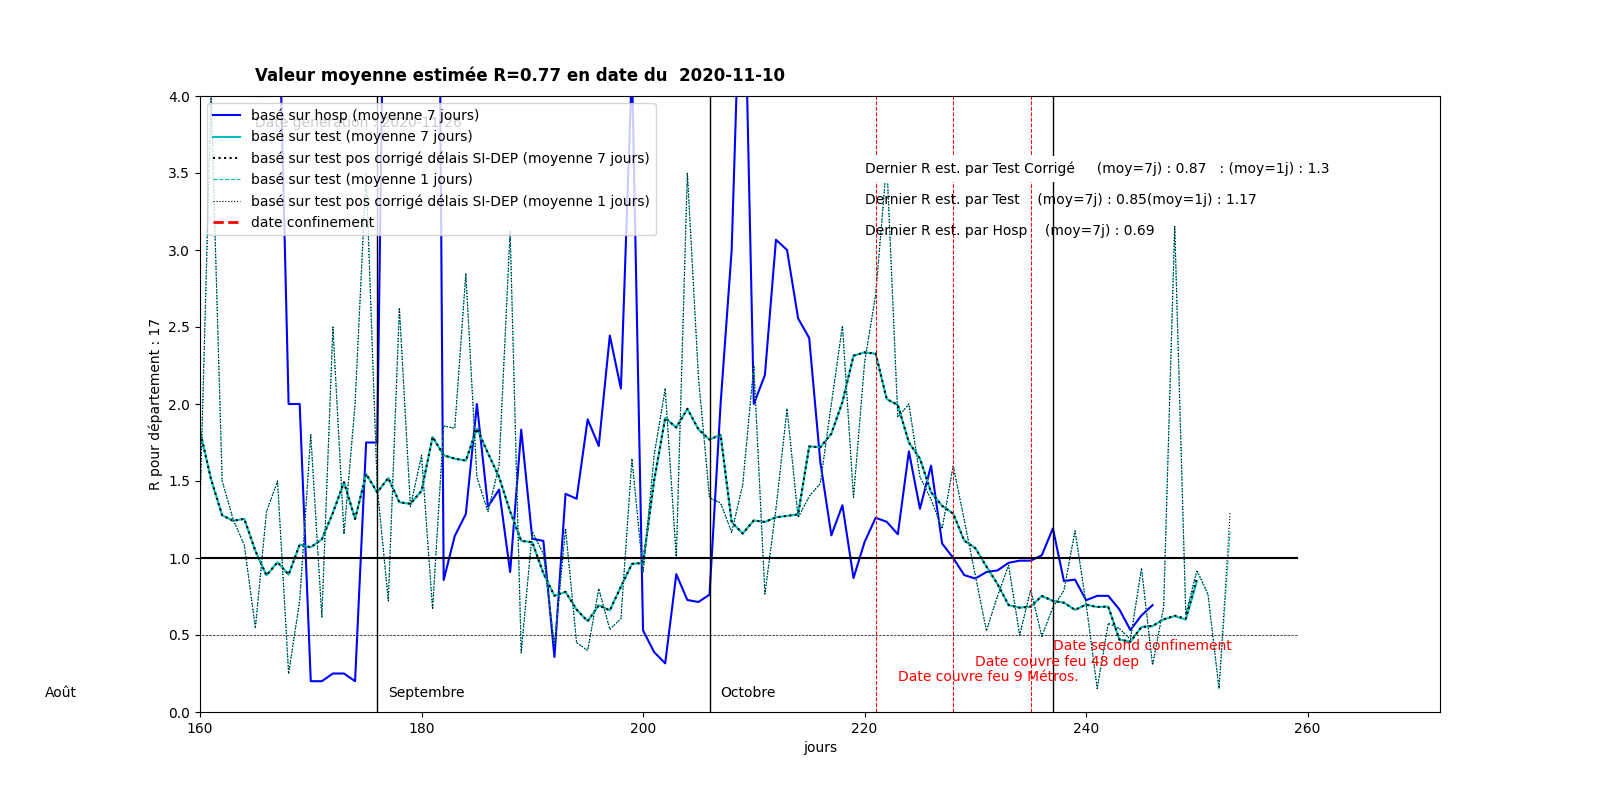 Valeur moyenne estimée R=0.77 en date du  2020-11-10
4.0
3.5
3.0
2.5
2.0
1.5
1.0
0.5
0.0
R pour département : 17
basé sur hosp (moyenne 7 jours)
Date génération : 2020-11-26
basé sur test (moyenne 7 jours)
basé sur test pos corrigé délais SI-DEP (moyenne 7 jours)
basé sur test (moyenne 1 jours)
basé sur test pos corrigé délais SI-DEP (moyenne 1 jours)
date confinement
Dernier R est. par Test Corrigé     (moy=7j) : 0.87   : (moy=1j) : 1.3
Dernier R est. par Test    (moy=7j) : 0.85(moy=1j) : 1.17
Dernier R est. par Hosp    (moy=7j) : 0.69
Date second confinement
Date couvre feu 48 dep
Date couvre feu 9 Métros.
Août
Septembre
Octobre
160
180
200
220
240
260
jours